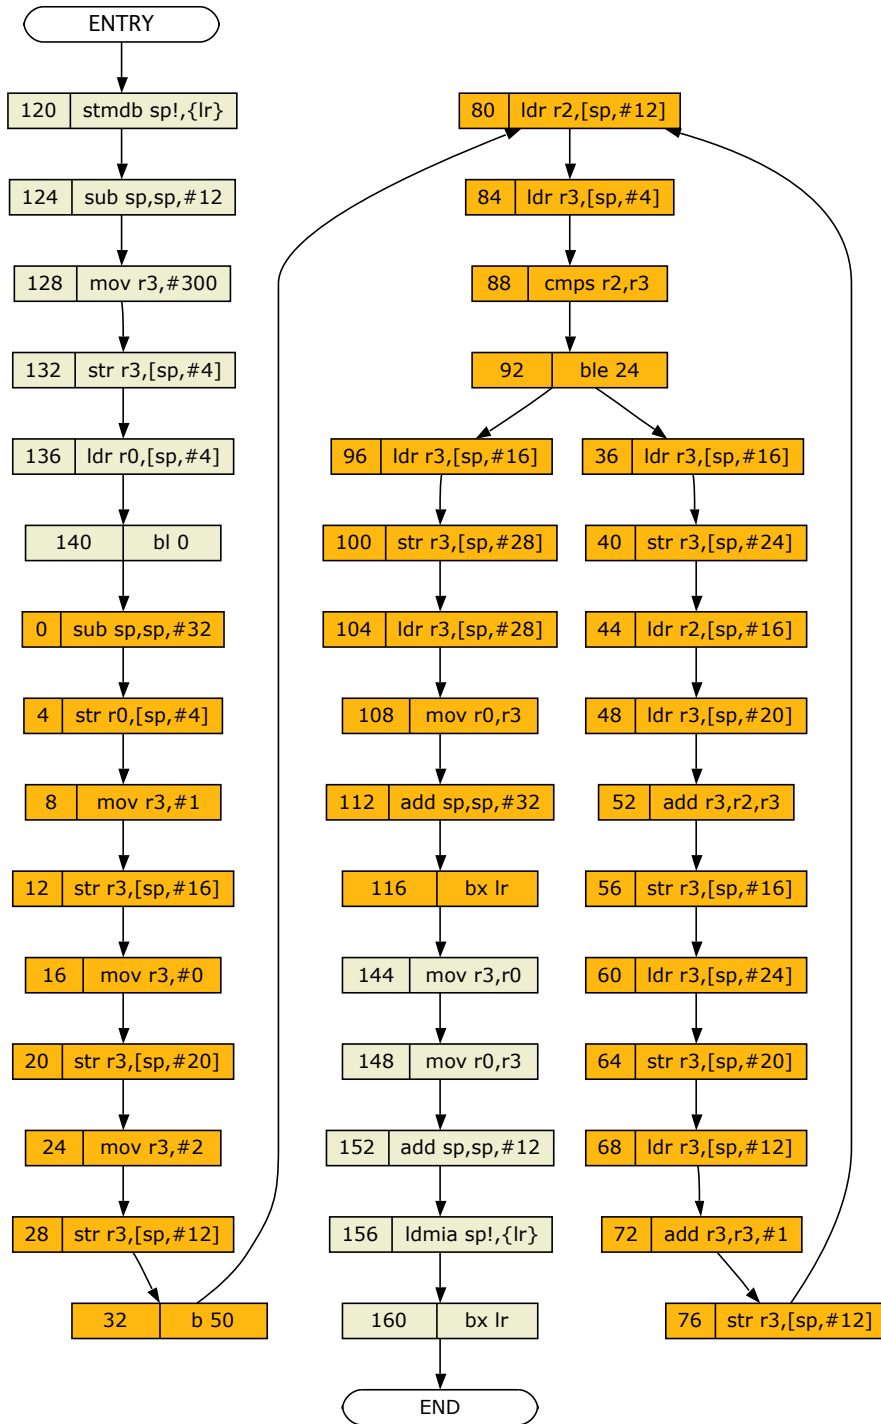 ENTRY
120 stmdb sp!,{lr}
124 sub sp,sp,#12
128 mov r3,#300
132 str r3,[sp,#4]
136 ldr r0,[sp,#4]
140 bl 0
0 sub sp,sp,#32
4 str r0,[sp,#4]
8 mov r3,#1
12 str r3,[sp,#16]
16 mov r3,#0
20 str r3,[sp,#20]
24 mov r3,#2
28 str r3,[sp,#12]
32 b 50
80 ldr r2,[sp,#12]
84 ldr r3,[sp,#4]
88 cmps r2,r3
92 ble 24
96 ldr r3,[sp,#16]
100 str r3,[sp,#28]
104 ldr r3,[sp,#28]
108 mov r0,r3
112 add sp,sp,#32
116 bx lr
144 mov r3,r0
148 mov r0,r3
152 add sp,sp,#12
156 ldmia sp!,{lr}
160 bx lr
END
36 ldr r3,[sp,#16]
40 str r3,[sp,#24]
44 ldr r2,[sp,#16]
48 ldr r3,[sp,#20]
52 add r3,r2,r3
56 str r3,[sp,#16]
60 ldr r3,[sp,#24]
64 str r3,[sp,#20]
68 ldr r3,[sp,#12]
72 add r3,r3,#1
76 str r3,[sp,#12]